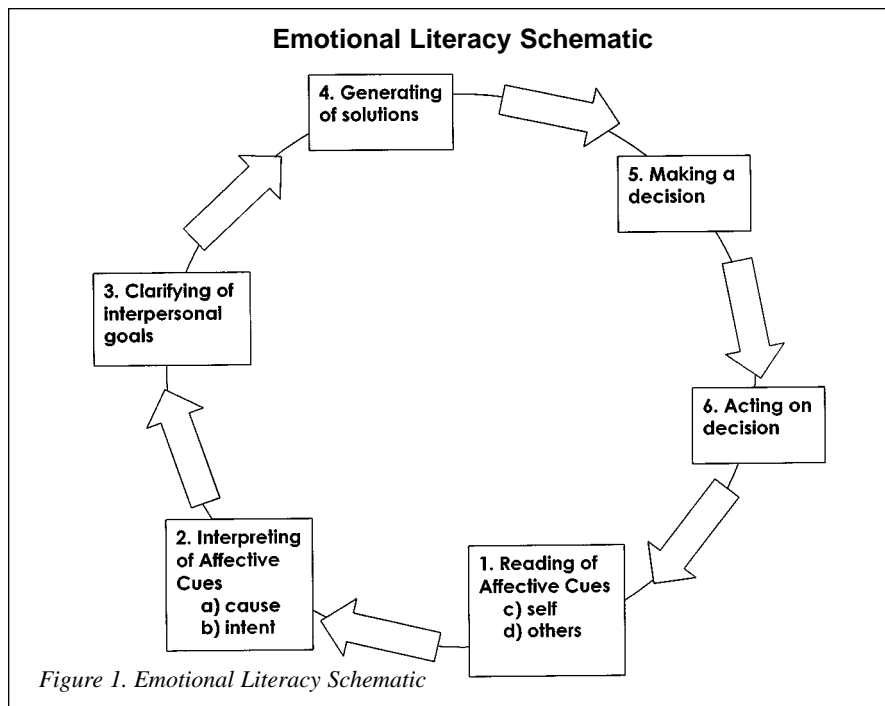 Emotional Literacy Schematic
4. Generating
of solutions
5. Making a
decision
3. Clarifying of
interpersonal
goals
6. Acting on
decision
2. Interpreting
of Affective
Cues
a) cause
b) intent
1. Reading of
Affective Cues
c) self
d) others
Figure 1. Emotional Literacy Schematic